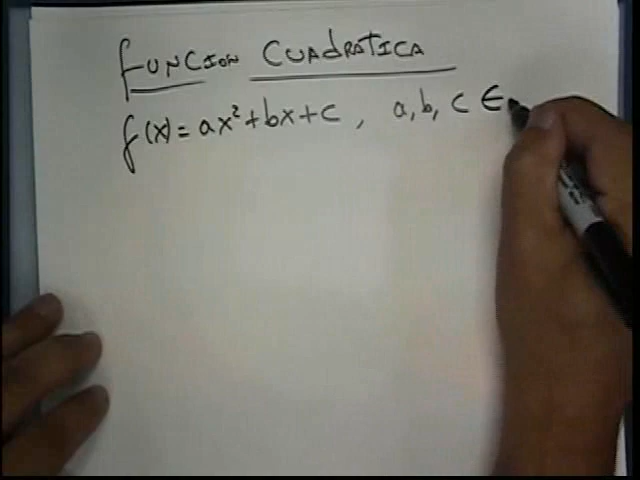 FUNCION CUADRATICA
f(x) = ax²+bx+c , a, b, c ∈